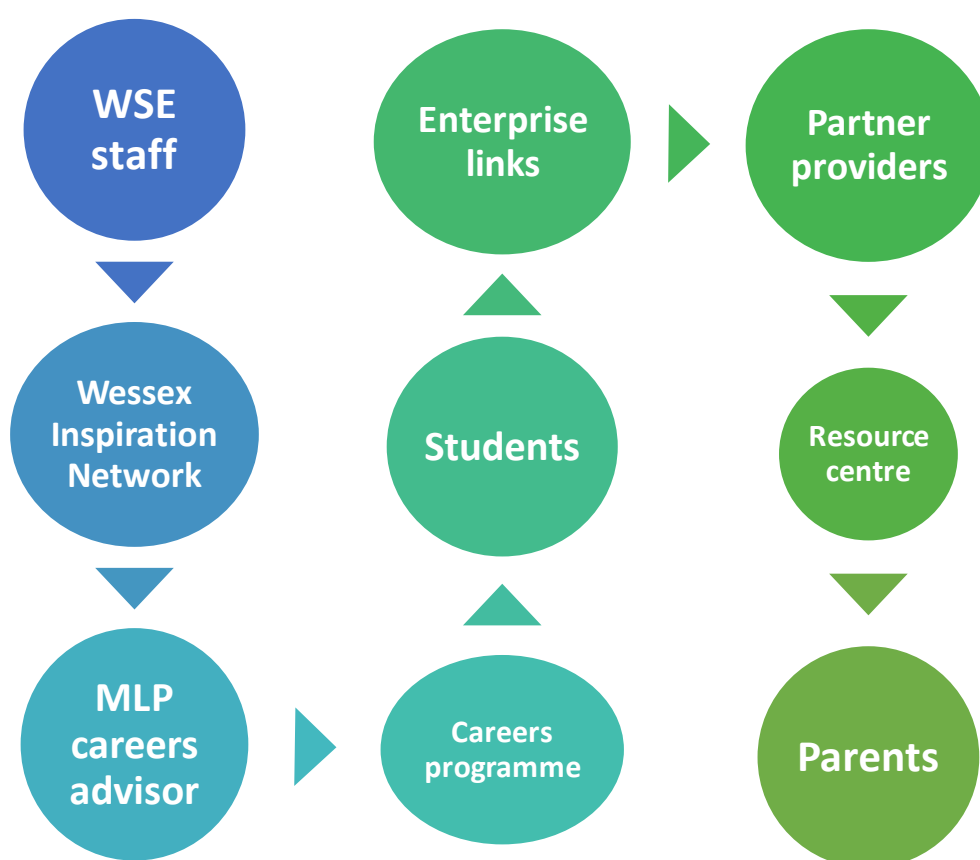 WSE
staff
Wessex
Inspiration
Network
MLP
careers
advisor
Careers
programme
Students
Enterprise
links
Partner
providers
Resource
centre
Parents